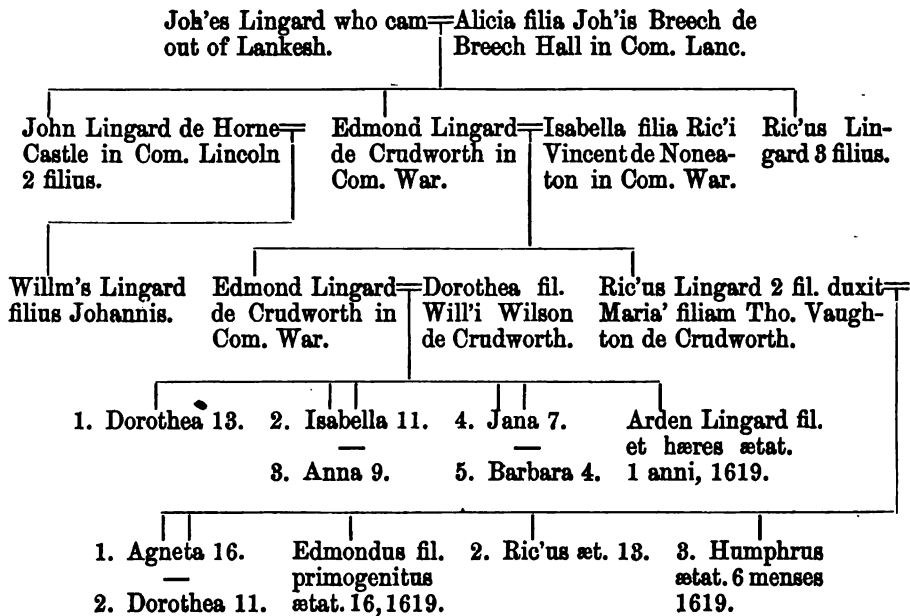 Joh'es Lingard who cam═Alicia filia Joh'is Breech de
out of Lankesh. Breech Hall in Com. Lanc.
John Lingard de Horne═
Castle in Com. Lincoln
2 filius.
Edmond Lingard═Isabella filia Ric'i
de Crudworth in Vincent de Nonea-
Com. War. ton in Com. War.
Ric'us Lin-
gard 3 filius.
Willm's Lingard
filius Johannis.
Edmond Lingard═Dorothea fil.
de Crudworth in Will'i Wilson
Com. War. de Crudworth.
Ric'us Lingard 2 fil. duxit═
Maria' filiam Tho. Vaugh-
ton de Crudworth.
1. Dorothea 13.
2. Isabella 11.
—
3. Anna 9.
4. Jana 7.
—
5. Barbara 4.
Arden Lingard fil.
et hæres ætat.
1 anni, 1619.
1. Agneta 16.
—
2. Dorothea 11.
Edmondus fil.
primogenitus
ætat. 16, 1619.
2. Ric'us æt. 13.
3. Humphrus
ætat. 6 menses
1619.